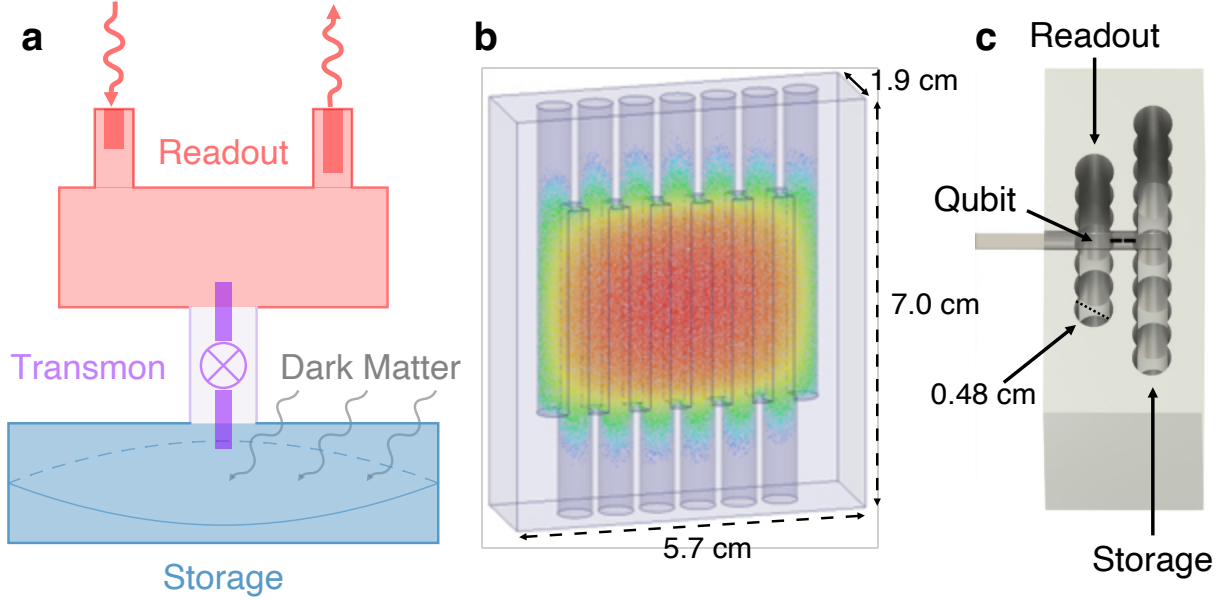 a
Readout
Transmon
Dark Matter
Storage
b
1.9 cm
7.0 cm
5.7 cm
c
Readout
Qubit
0.48 cm
Storage